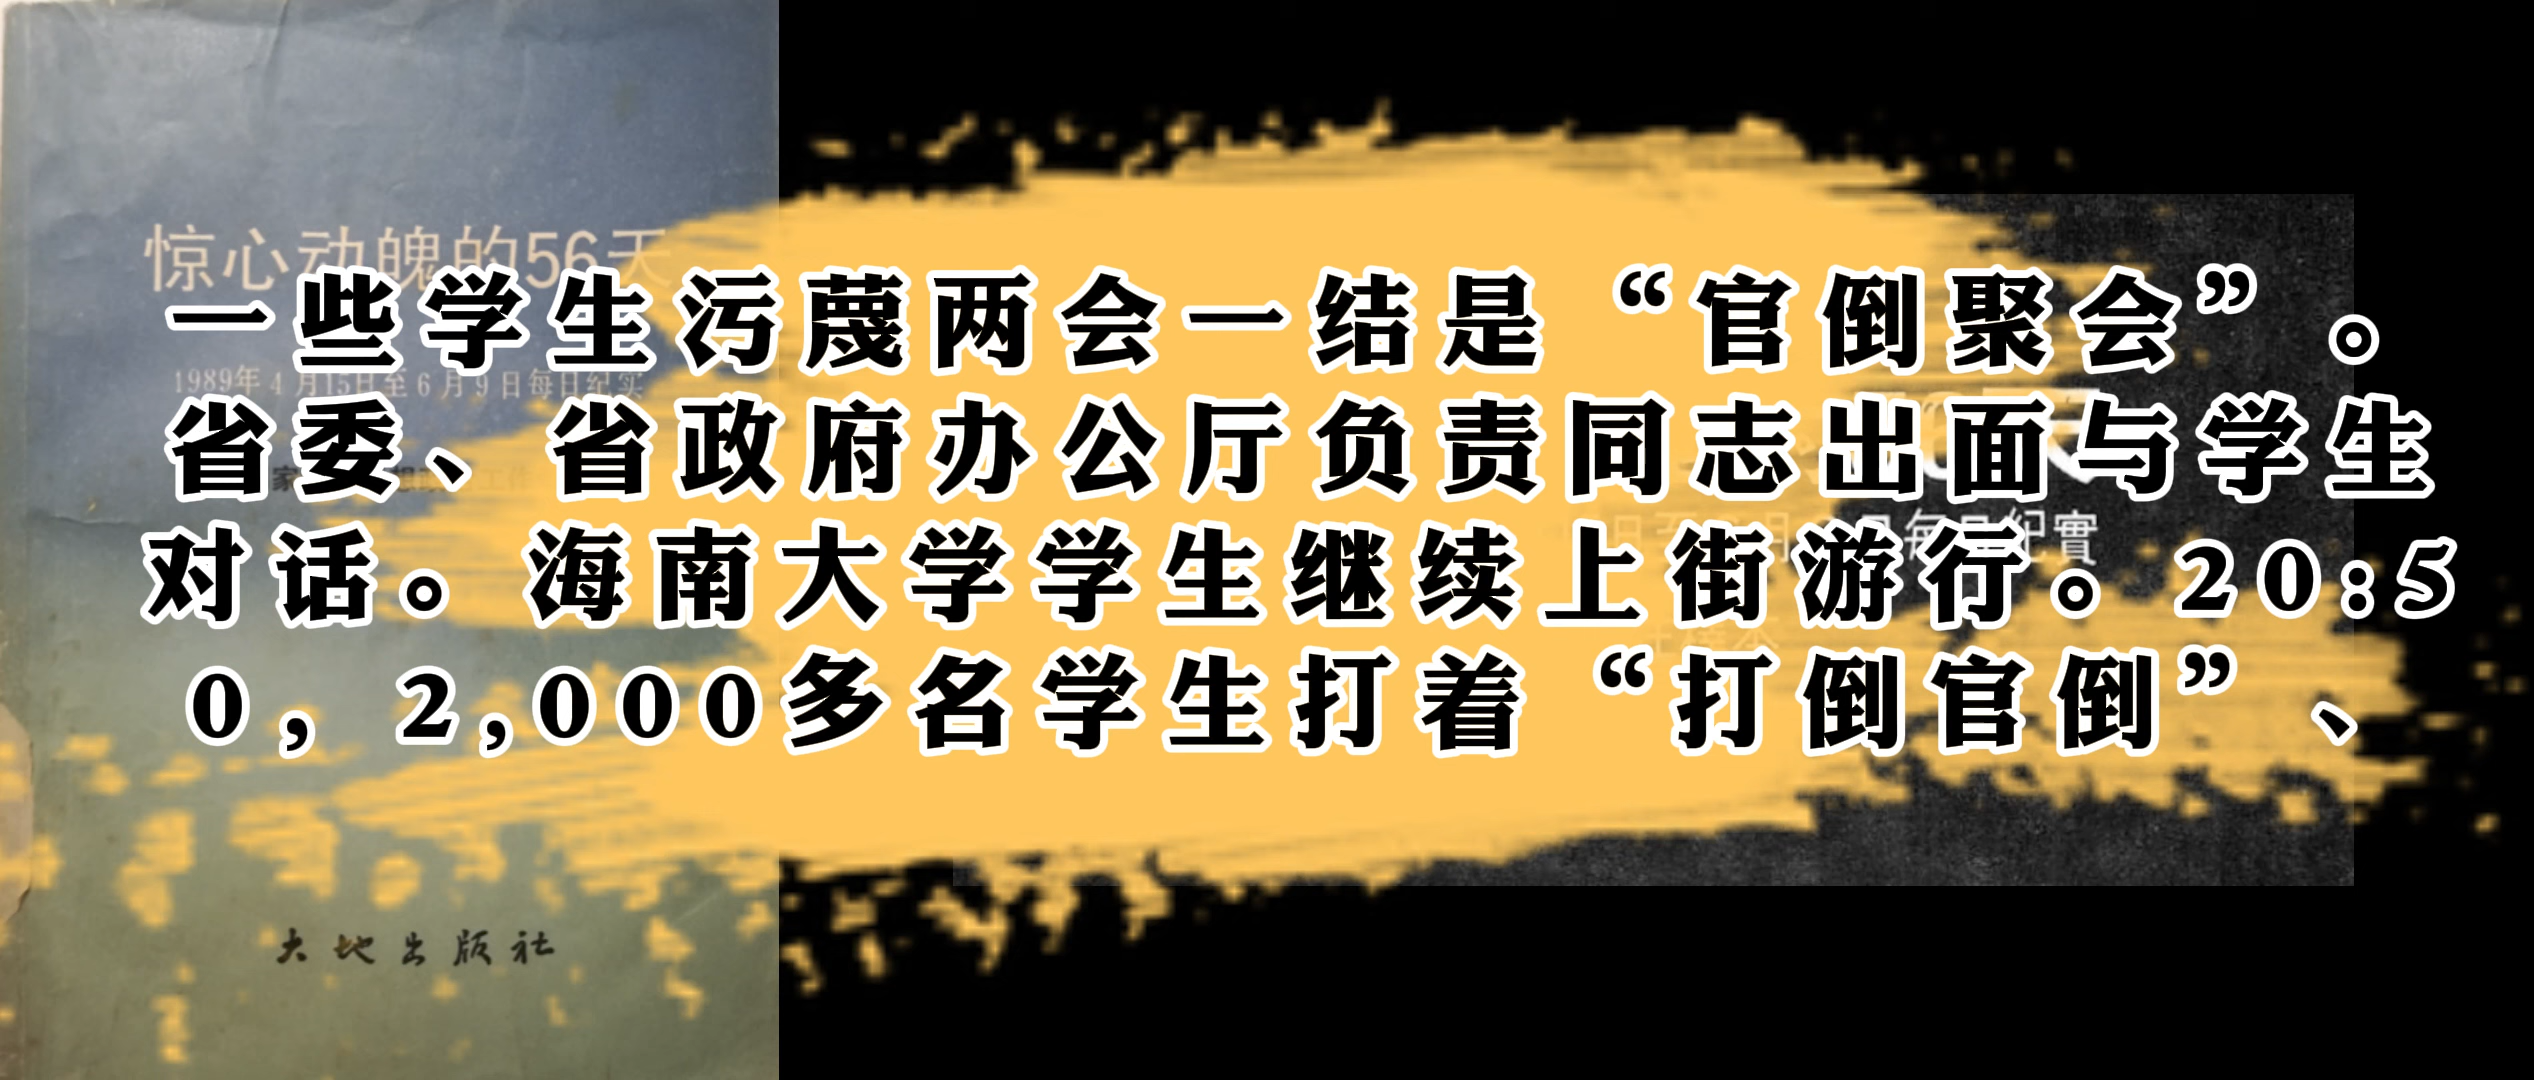 惊心动魄的56天
1989年4月15日至6月9日每日纪实
一些学生污蔑两会一结是“官倒聚会”。
省委、省政府办公厅负责同志出面与学生
对话。海南大学学生继续上街游行。20:5
0，2,000多名学生打着“打倒官倒”、
大地出版社